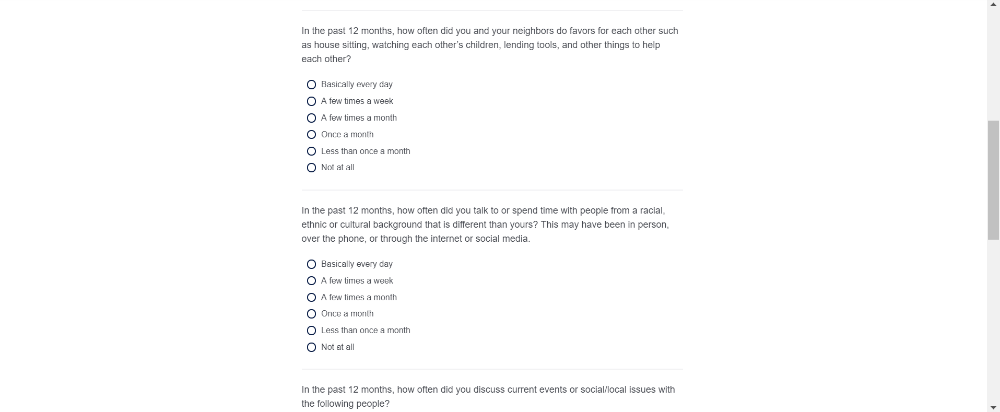 In the past 12 months, how often did you and your neighbors do favors for each other such
as house sitting, watching each other’s children, lending tools, and other things to help
each other?
Basically every day
A few times a week
A few times a month
Once a month
Less than once a month
Not at all
In the past 12 months, how often did you talk to or spend time with people from a racial,
ethnic or cultural background that is different than yours? This may have been in person,
over the phone, or through the internet or social media.
Basically every day
A few times a week
A few times a month
Once a month
Less than once a month
Not at all
In the past 12 months, how often did you discuss current events or social/local issues with
the following people?